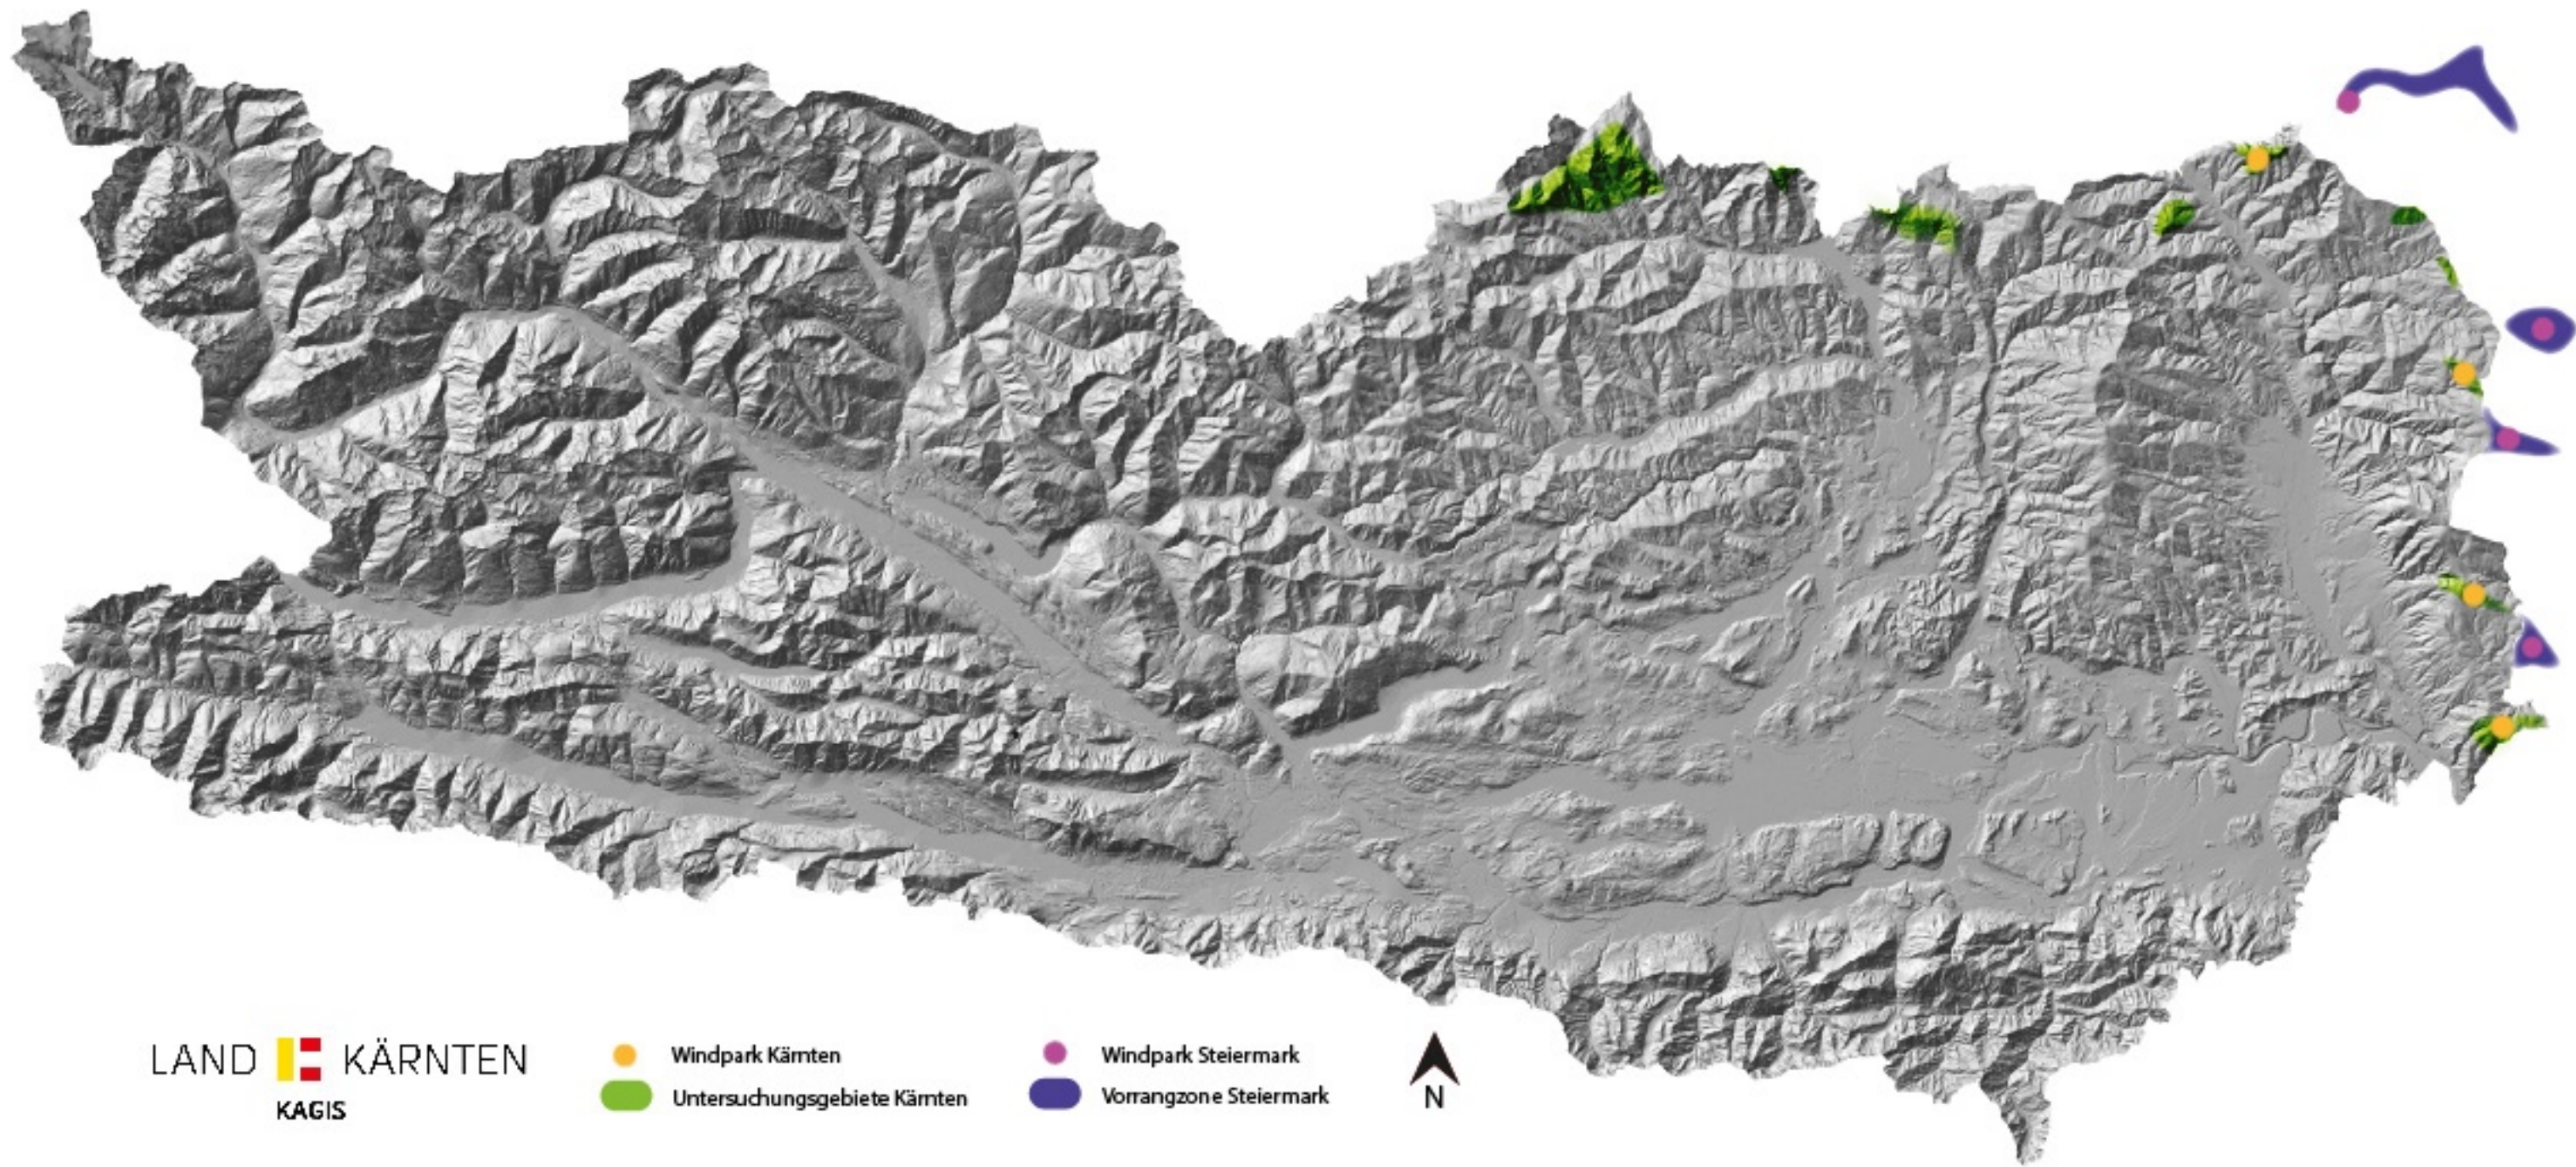 LAND KÄRNTEN
KAGIS
Windpark Kärnten
Untersuchungsgebiete Kärnten
Windpark Steiermark
Vorrangzone Steiermark
N